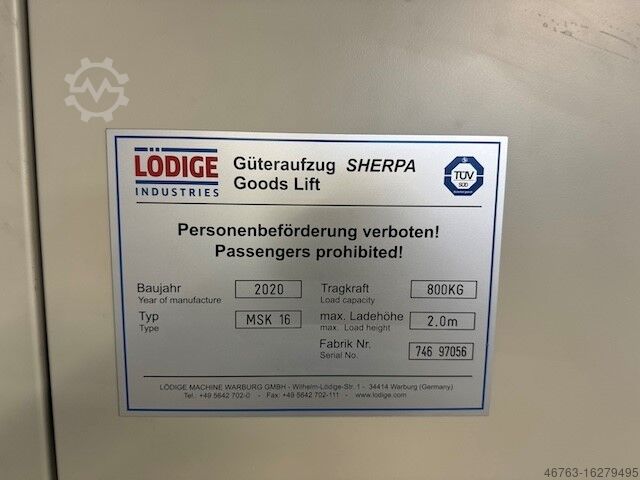 LÖDIGE
INDUSTRIES
Güteraufzug SHERPA
Goods Lift
TÜV
SÜD
Personenbeförderung verboten!
Passengers prohibited!
Baujahr 2020 Tragkraft 800KG
Year of manufacture Load capacity
Typ MSK 16 max. Ladehöhe 2.0m
Type max. Load height
Fabrik Nr. 746 97056
Serial No.
LÖDIGE MACHINE WARBURG GMBH - Wilhelm-Lödige-Str. 1 - 34414 Warburg (Germany)
Tel.: +49 5642 702-0 - Fax: +49 5642 702-111 - www.lodige.com
46763-16279495